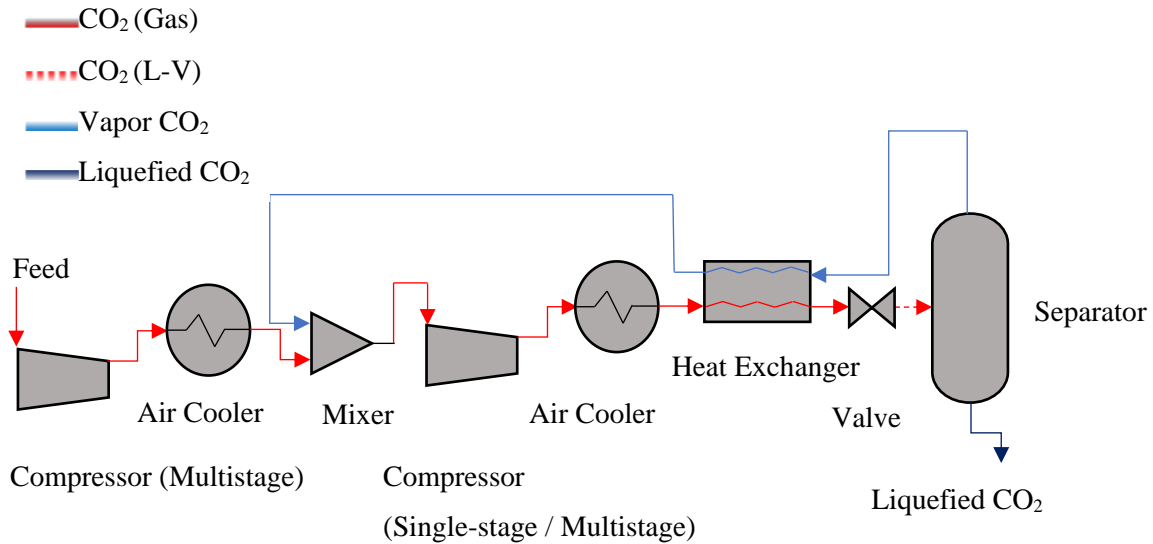 CO₂ (Gas)
CO₂ (L-V)
Vapor CO₂
Liquefied CO₂
Feed
Separator
Heat Exchanger
Air Cooler
Mixer
Air Cooler
Valve
Compressor (Multistage)
Compressor
(Single-stage / Multistage)
Liquefied CO₂